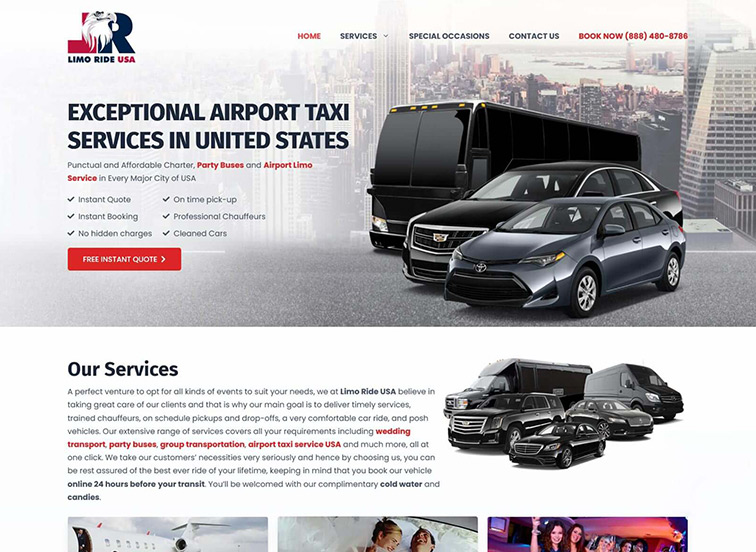 LIMO RIDE USA
HOME SERVICES SPECIAL OCCASIONS CONTACT US BOOK NOW (888) 480-8786
EXCEPTIONAL AIRPORT TAXI
SERVICES IN UNITED STATES
Punctual and Affordable Charter, Party Buses and Airport Limo
Service in Every Major City of USA
Instant Quote On time pick-up
Instant Booking Professional Chauffeurs
No hidden charges Cleaned Cars
FREE INSTANT QUOTE
Our Services
A perfect venture to opt for all kinds of events to suit your needs, we at Limo Ride USA believe in
taking great care of our clients and that is why our main goal is to deliver timely services,
trained chauffeurs, on schedule pickups and drop-offs, a very comfortable car ride, and posh
vehicles. Our extensive range of services covers all your requirements including wedding
transport, party buses, group transportation, airport taxi service USA and much more, all at
one click. We take our customers' necessities very seriously and hence by choosing us, you can
be rest assured of the best ever ride of your lifetime, keeping in mind that you book our vehicle
online 24 hours before your transit. You'll be welcomed with our complimentary cold water and
candies.